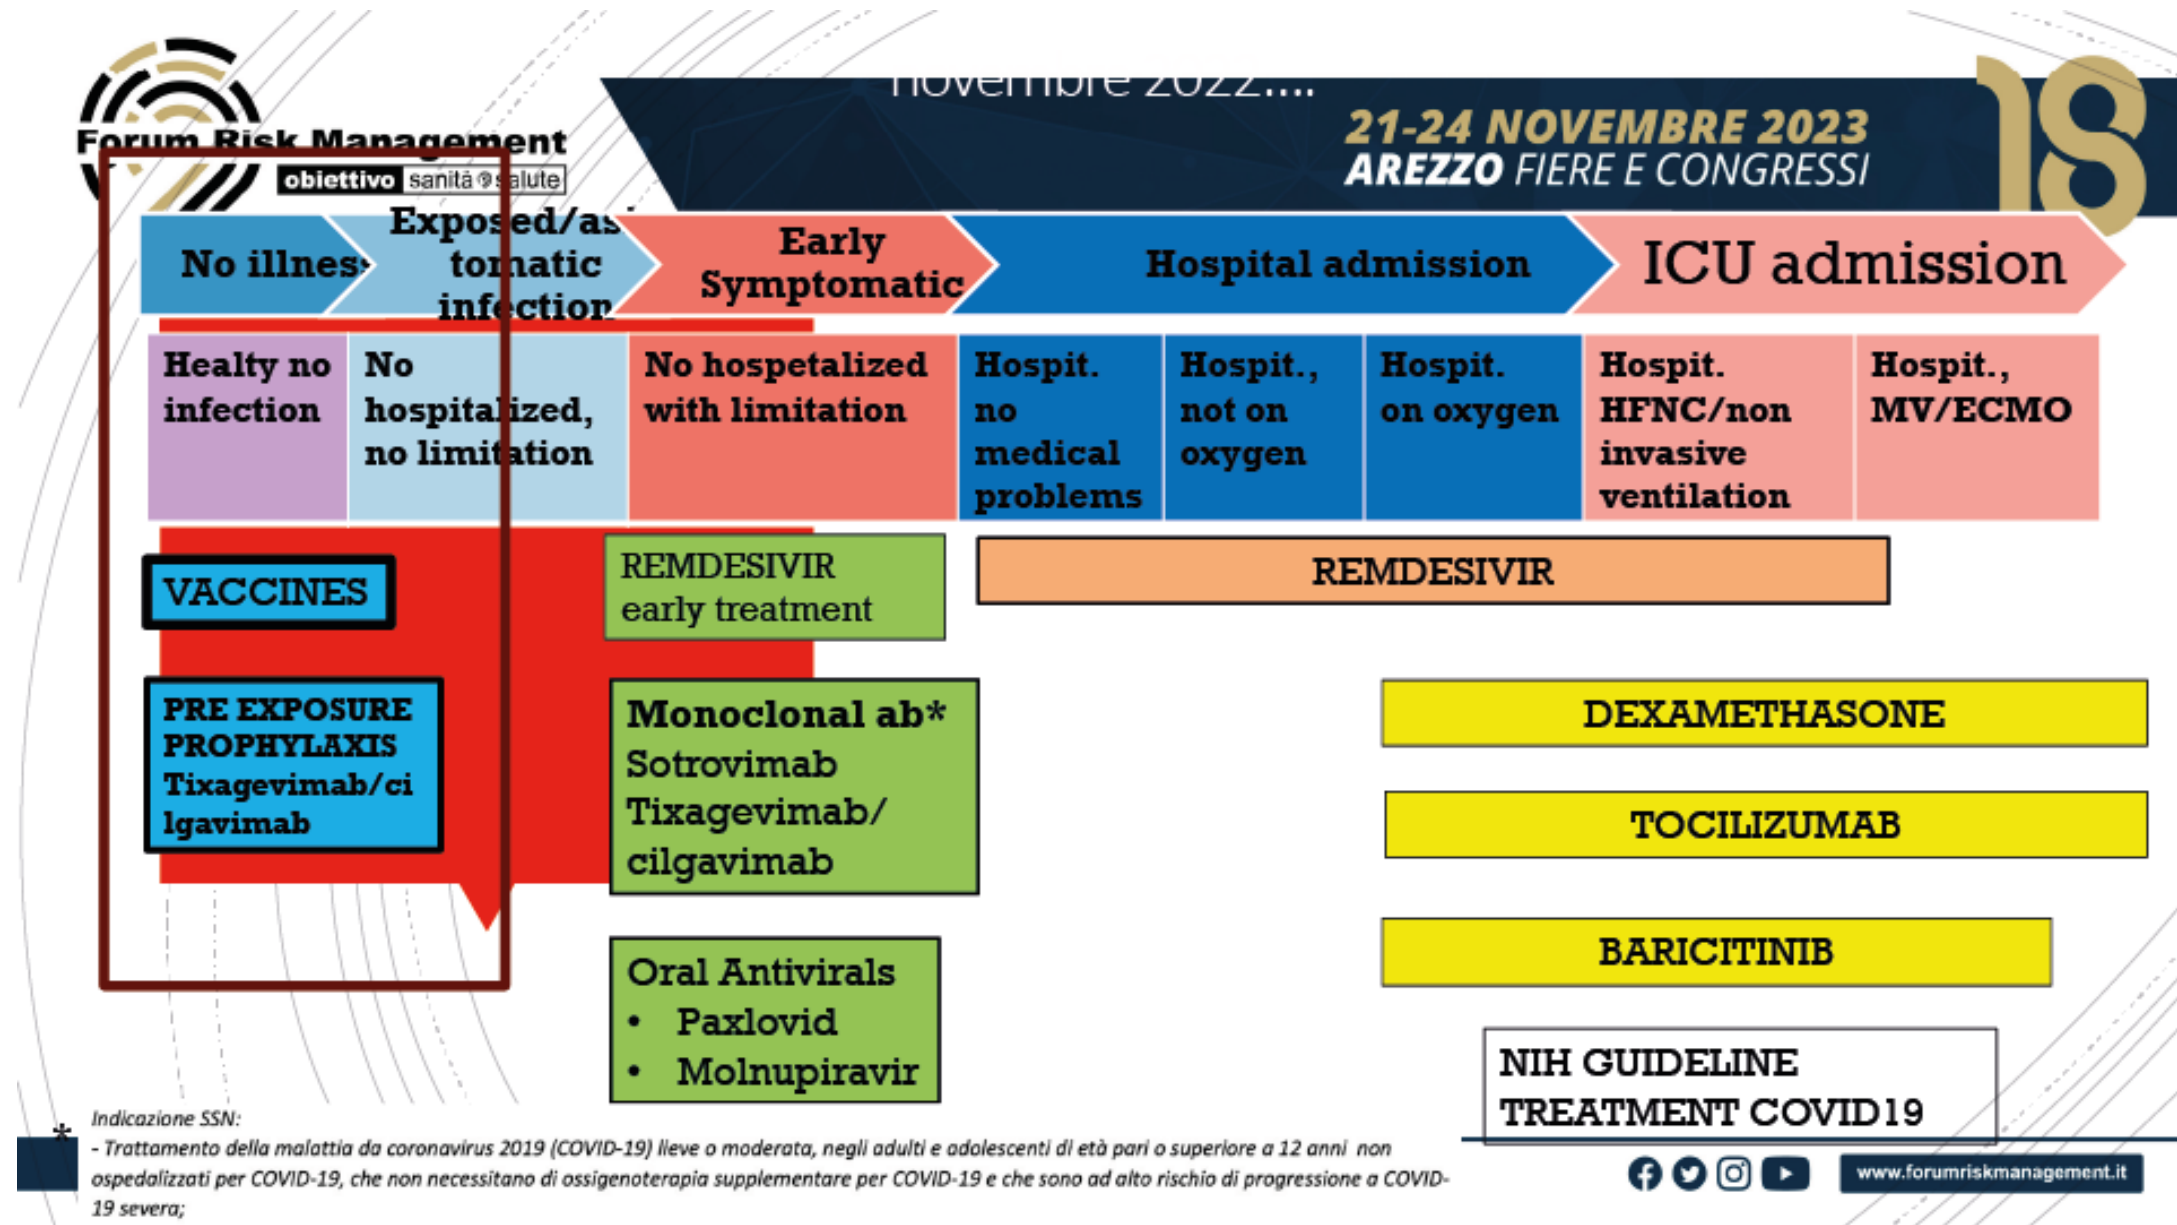 novembre 2022....
Forum Risk Management
obiettivo sanità salute
21-24 NOVEMBRE 2023
AREZZO FIERE E CONGRESSI
18
No illness
Exposed/as
tomatic
infection
Early
Symptomatic
Hospital admission
ICU admission
Healty no
infection
No
hospitalized,
no limitation
No hospetalized
with limitation
Hospit.
no
medical
problems
Hospit.,
not on
oxygen
Hospit.
on oxygen
Hospit.
HFNC/non
invasive
ventilation
Hospit.,
MV/ECMO
VACCINES
REMDESIVIR
early treatment
REMDESIVIR
PRE EXPOSURE
PROPHYLAXIS
Tixagevimab/ci
lgavimab
Monoclonal ab*
Sotrovimab
Tixagevimab/
cilgavimab
DEXAMETHASONE
TOCILIZUMAB
BARICITINIB
Oral Antivirals
• Paxlovid
• Molnupiravir
NIH GUIDELINE
TREATMENT COVID19
*
Indicazione SSN:
- Trattamento della malattia da coronavirus 2019 (COVID-19) lieve o moderata, negli adulti e adolescenti di età pari o superiore a 12 anni non
ospedalizzati per COVID-19, che non necessitano di ossigenoterapia supplementare per COVID-19 e che sono ad alto rischio di progressione a COVID-
19 severa;
www.forumriskmanagement.it